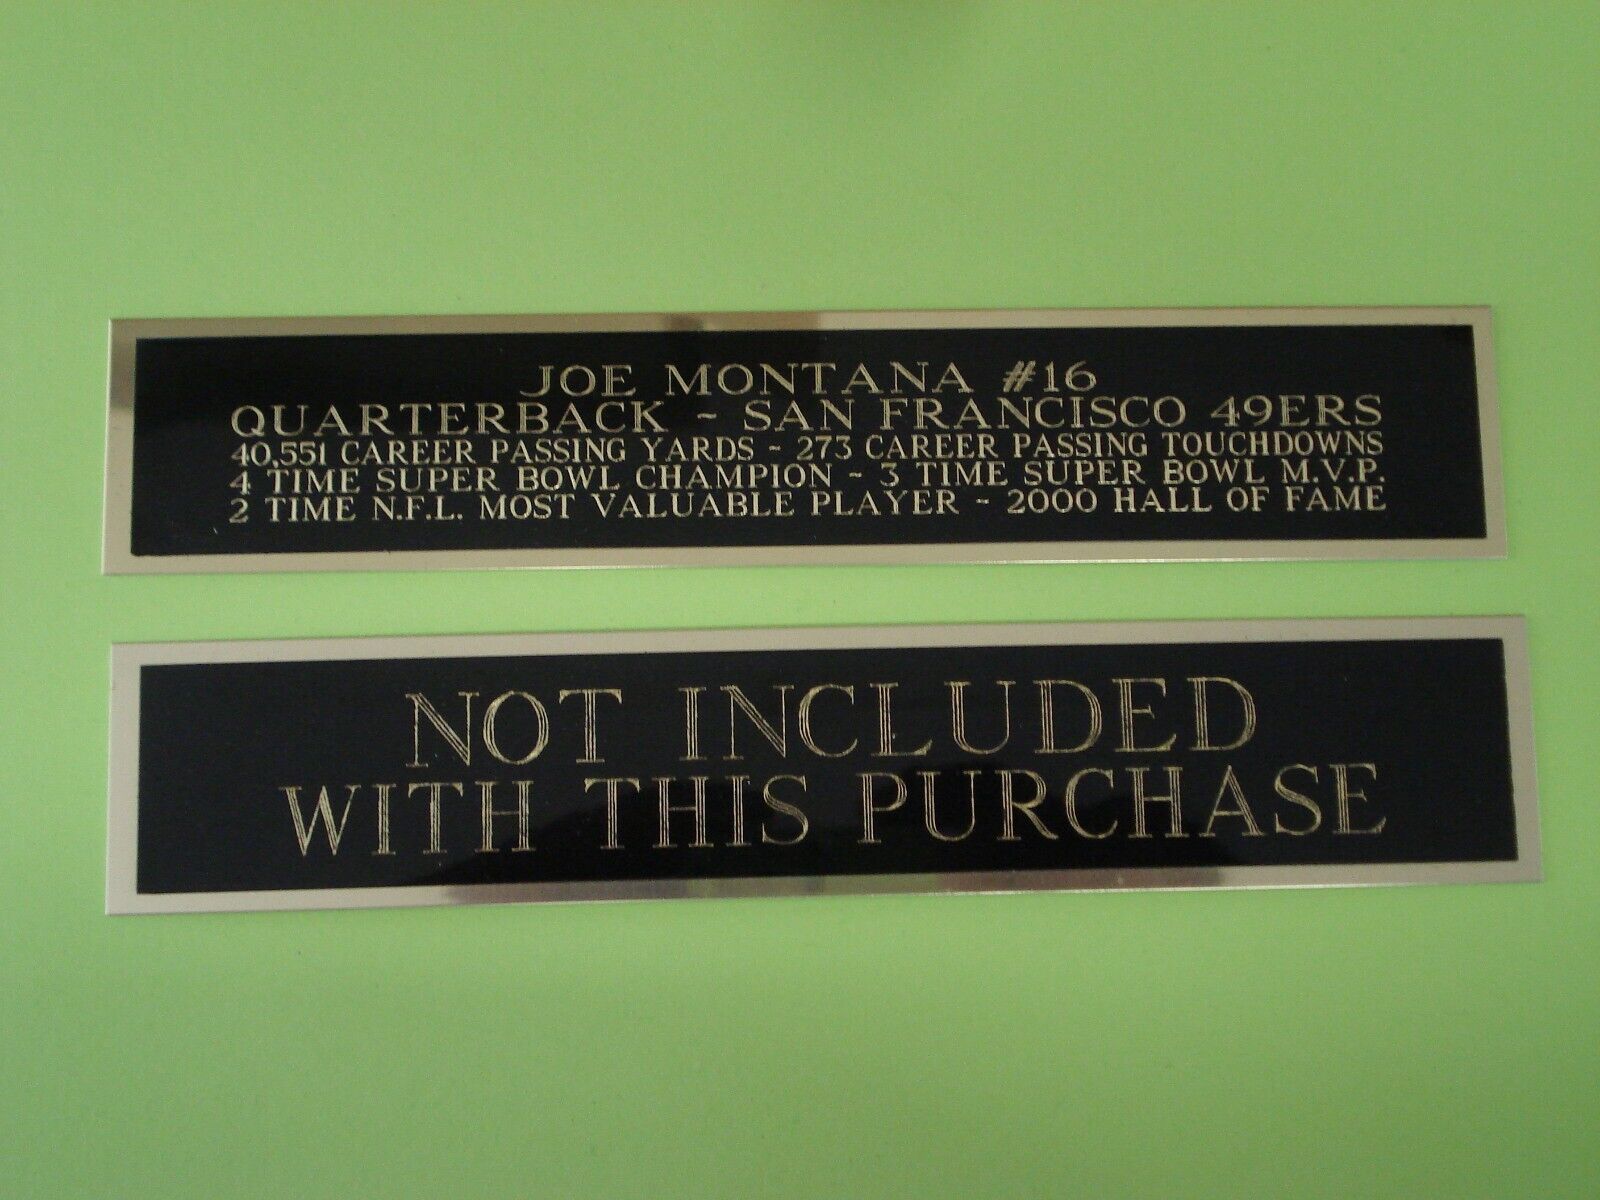 JOE MONTANA #16
QUARTERBACK ~ SAN FRANCISCO 49ERS
40,551 CAREER PASSING YARDS ~ 273 CAREER PASSING TOUCHDOWNS
4 TIME SUPER BOWL CHAMPION ~ 3 TIME SUPER BOWL M.V.P.
2 TIME N.F.L. MOST VALUABLE PLAYER ~ 2000 HALL OF FAME
NOT INCLUDED
WITH THIS PURCHASE